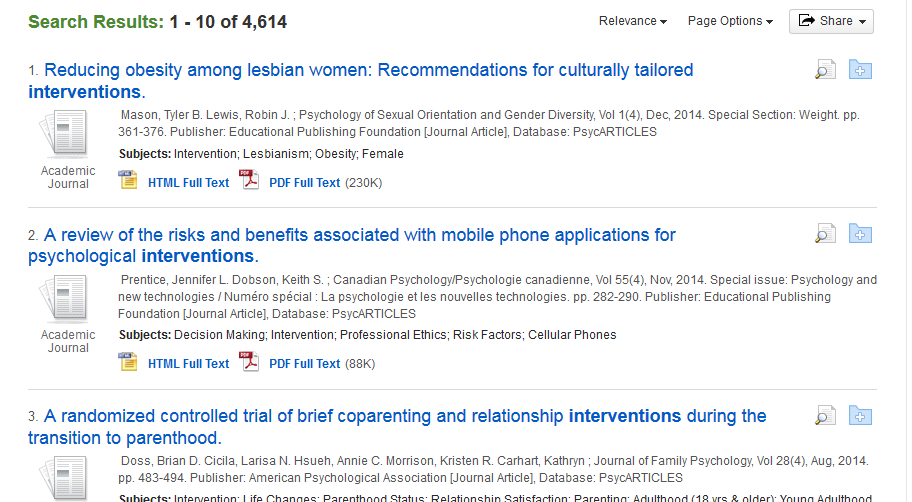 Search Results: 1 - 10 of 4,614
Relevance Page Options Share
1. Reducing obesity among lesbian women: Recommendations for culturally tailored
interventions.
Mason, Tyler B. Lewis, Robin J. ; Psychology of Sexual Orientation and Gender Diversity, Vol 1(4), Dec, 2014. Special Section: Weight. pp.
361-376. Publisher: Educational Publishing Foundation [Journal Article], Database: PsycARTICLES
Subjects: Intervention; Lesbianism; Obesity; Female
Academic
Journal
HTML Full Text PDF Full Text (230K)
2. A review of the risks and benefits associated with mobile phone applications for
psychological interventions.
Prentice, Jennifer L. Dobson, Keith S. ; Canadian Psychology/Psychologie canadienne, Vol 55(4), Nov, 2014. Special issue: Psychology and
new technologies / Numéro spécial : La psychologie et les nouvelles technologies. pp. 282-290. Publisher: Educational Publishing
Foundation [Journal Article], Database: PsycARTICLES
Subjects: Decision Making; Intervention; Professional Ethics; Risk Factors; Cellular Phones
Academic
Journal
HTML Full Text PDF Full Text (88K)
3. A randomized controlled trial of brief coparenting and relationship interventions during the
transition to parenthood.
Doss, Brian D. Cicila, Larisa N. Hsueh, Annie C. Morrison, Kristen R. Carhart, Kathryn ; Journal of Family Psychology, Vol 28(4), Aug, 2014.
pp. 483-494. Publisher: American Psychological Association [Journal Article], Database: PsycARTICLES
Subjects: Intervention; Life Changes; Parenthood Status; Relationship Satisfaction; Parenting; Adulthood (18 yrs & older); Young Adulthood